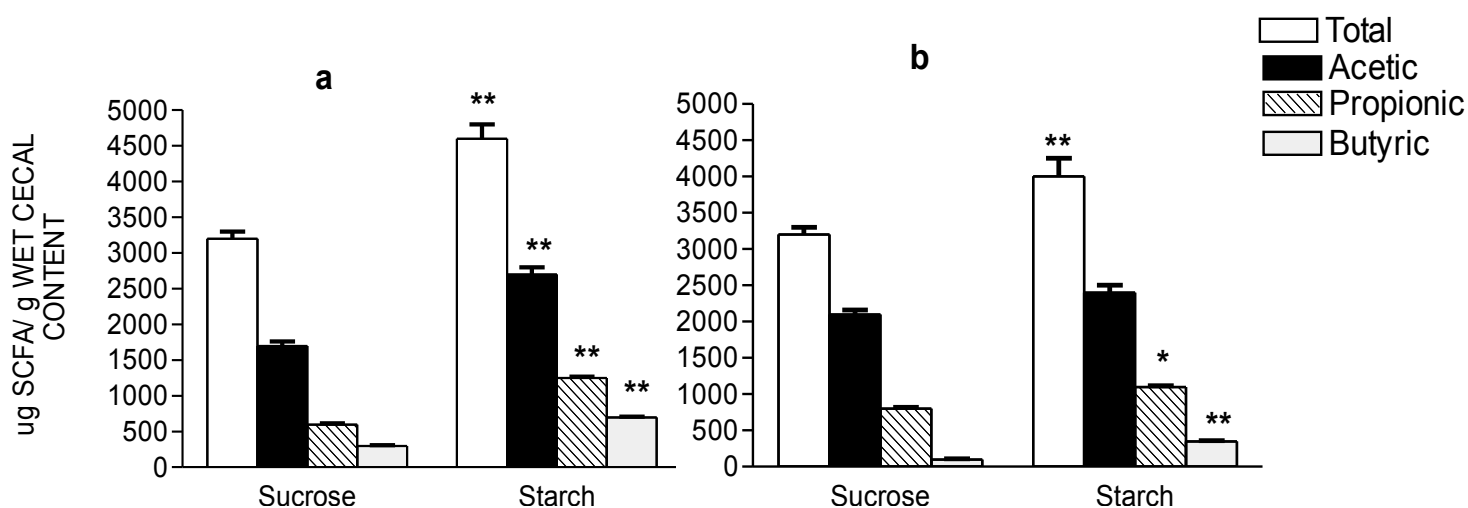 Total
Acetic
Propionic
Butyric
a
b
ug SCFA/ g WET CECAL
CONTENT
5000
4500
4000
3500
3000
2500
2000
1500
1000
500
0
**
**
**
**
Sucrose
Starch
5000
4500
4000
3500
3000
2500
2000
1500
1000
500
0
**
*
**
Sucrose
Starch